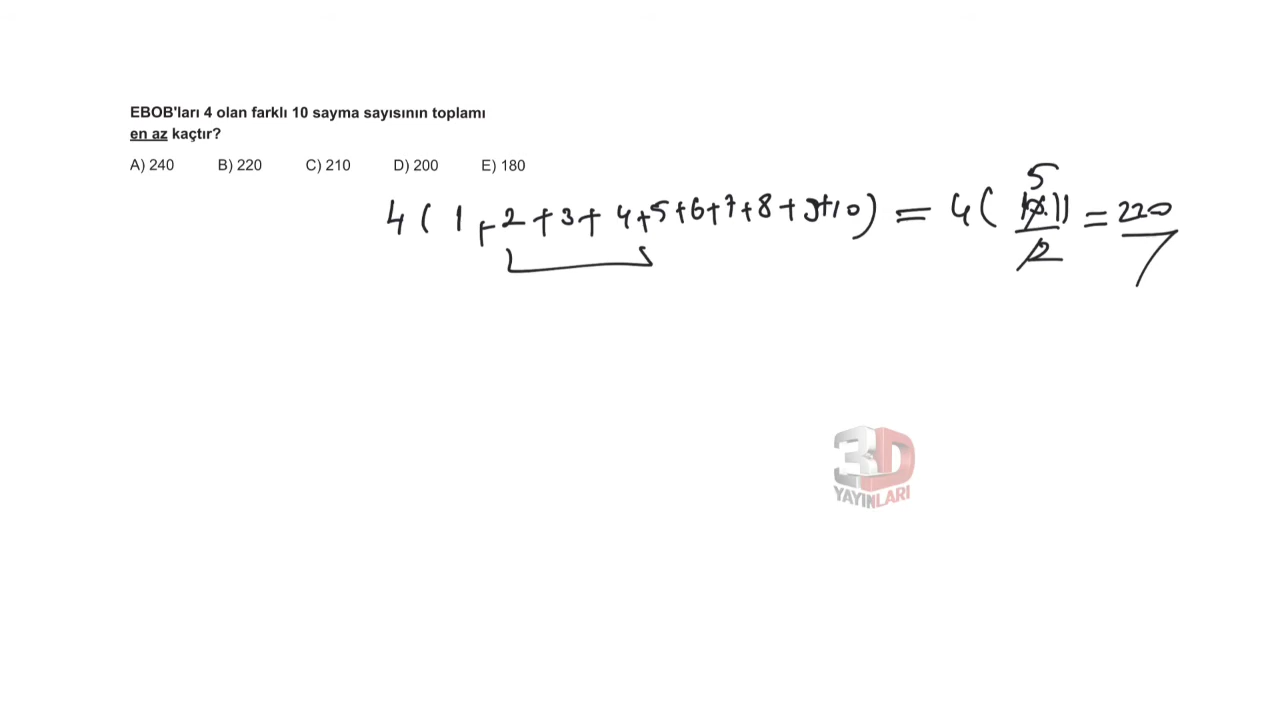 EBOB'ları 4 olan farklı 10 sayma sayısının toplamı
en az kaçtır?
A) 240 B) 220 C) 210 D) 200 E) 180
4 ( 1 + 2 + 3 + 4 + 5 + 6 + 7 + 8 + 9 + 10 ) = 4 ( 10.11 / 2 = 220
5
3D
YAYINLARI